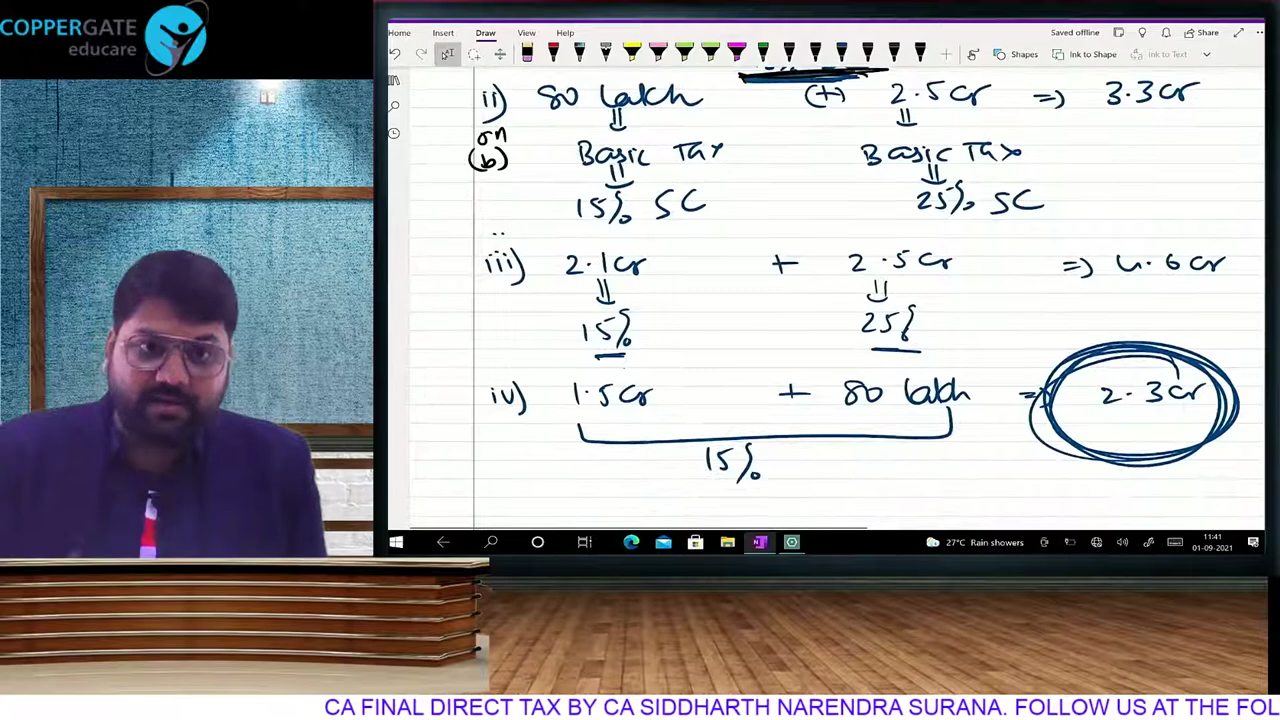 COPPERGATE
educare
Home Insert Draw View Help
Saved offline
Share
Shapes
Ink to Shape
Ink to Text
ii) 80 lakh (+) 2.5 Cr => 3.3 Cr
on
(b) Basic Tax Basic Tax
15% SC 25% SC
iii) 2.1 Cr + 2.5 Cr => 4.6 Cr
15% 25%
iv) 1.5 Cr + 80 lakh => 2.3 Cr
15%
27°C Rain showers
11:41
01-09-2021
CA FINAL DIRECT TAX BY CA SIDDHARTH NARENDRA SURANA. FOLLOW US AT THE FOL